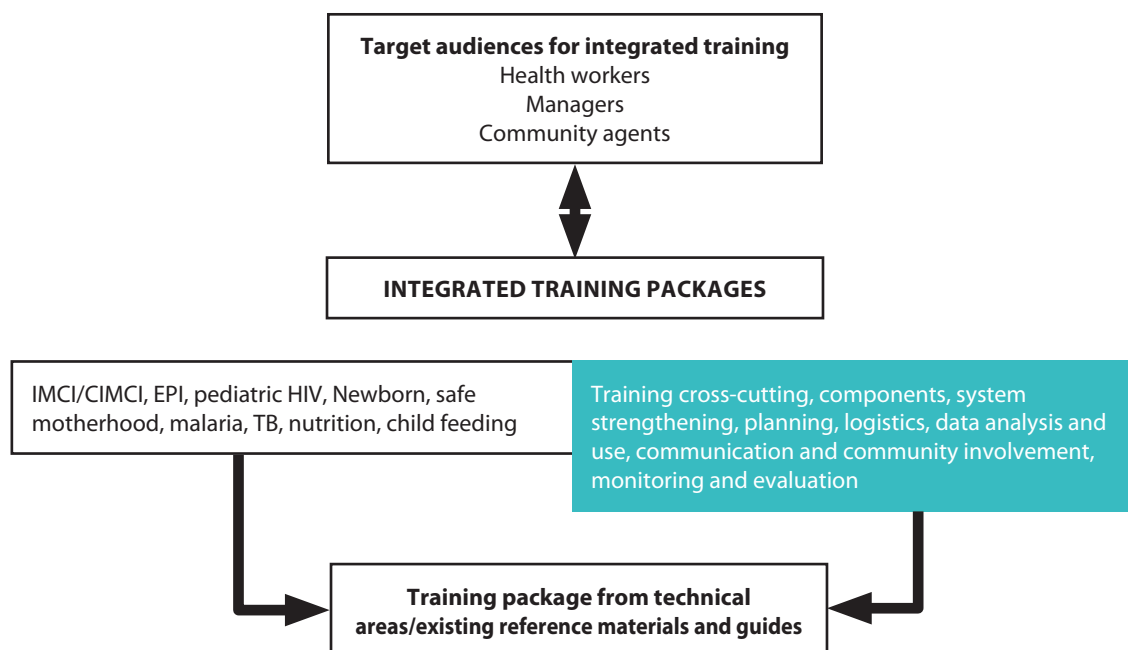 Target audiences for integrated training
Health workers
Managers
Community agents
INTEGRATED TRAINING PACKAGES
IMCI/CIMCI, EPI, pediatric HIV, Newborn, safe
motherhood, malaria, TB, nutrition, child feeding
Training cross-cutting, components, system
strengthening, planning, logistics, data analysis and
use, communication and community involvement,
monitoring and evaluation
Training package from technical
areas/existing reference materials and guides